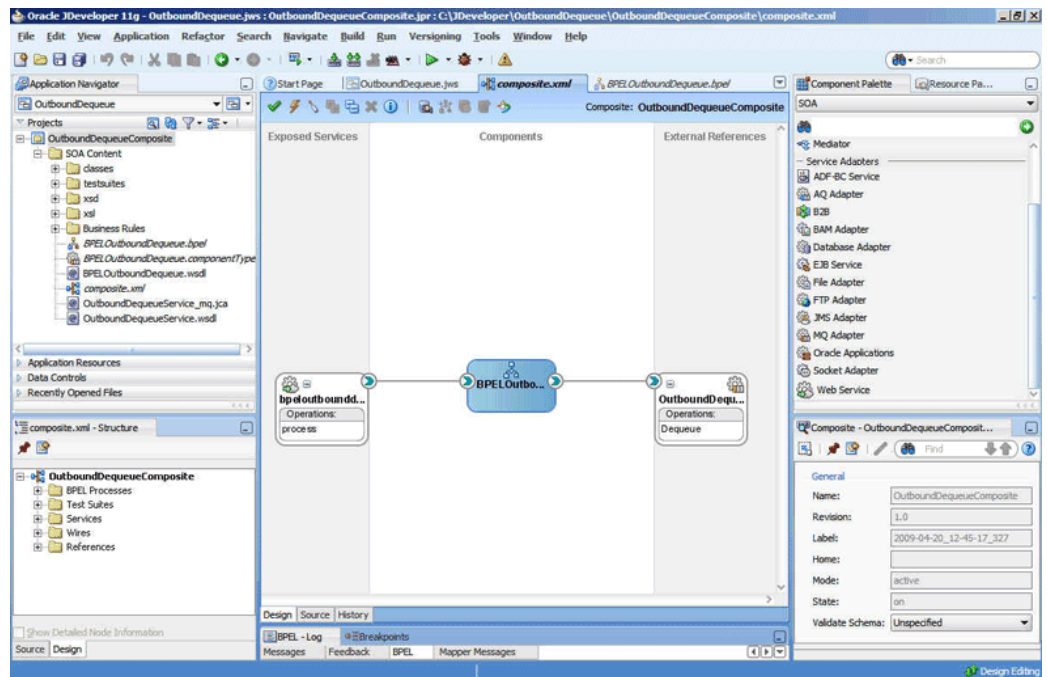 Oracle JDeveloper 11g - OutboundDequeue.jws : OutboundDequeueComposite.jpr : C:\JDeveloper\OutboundDequeue\OutboundDequeueComposite\composite.xml
File Edit View Application Refactor Search Navigate Build Run Versioning Tools Window Help
Search
Application Navigator
OutboundDequeue
Projects
OutboundDequeueComposite
SOA Content
classes
testsuites
xsd
xsl
Business Rules
BPELOutboundDequeue.bpel
BPELOutboundDequeue.componentType
BPELOutboundDequeue.wsdl
composite.xml
OutboundDequeueService_mq.jca
OutboundDequeueService.wsdl
Application Resources
Data Controls
Recently Opened Files
composite.xml - Structure
OutboundDequeueComposite
BPEL Processes
Test Suites
Services
Wires
References
Show Detailed Node Information
Source Design
Start Page OutboundDequeue.jws composite.xml BPELOutboundDequeue.bpel
Composite: OutboundDequeueComposite
Exposed Services Components External References
bpeloutboundd...
Operations:
process
BPELOutbo...
OutboundDequ...
Operations:
Dequeue
Design Source History
BPEL - Log Breakpoints
Messages Feedback BPEL Mapper Messages
Component Palette Resource Pa...
SOA
Mediator
Service Adapters
ADF-BC Service
AQ Adapter
B2B
BAM Adapter
Database Adapter
EJB Service
File Adapter
FTP Adapter
JMS Adapter
MQ Adapter
Oracle Applications
Socket Adapter
Web Service
Composite - OutboundDequeueComposit...
Find
General
Name: OutboundDequeueComposite
Revision: 1.0
Label: 2009-04-20_12-45-17_327
Home:
Mode: active
State: on
Validate Schema: Unspecified
Design Editing